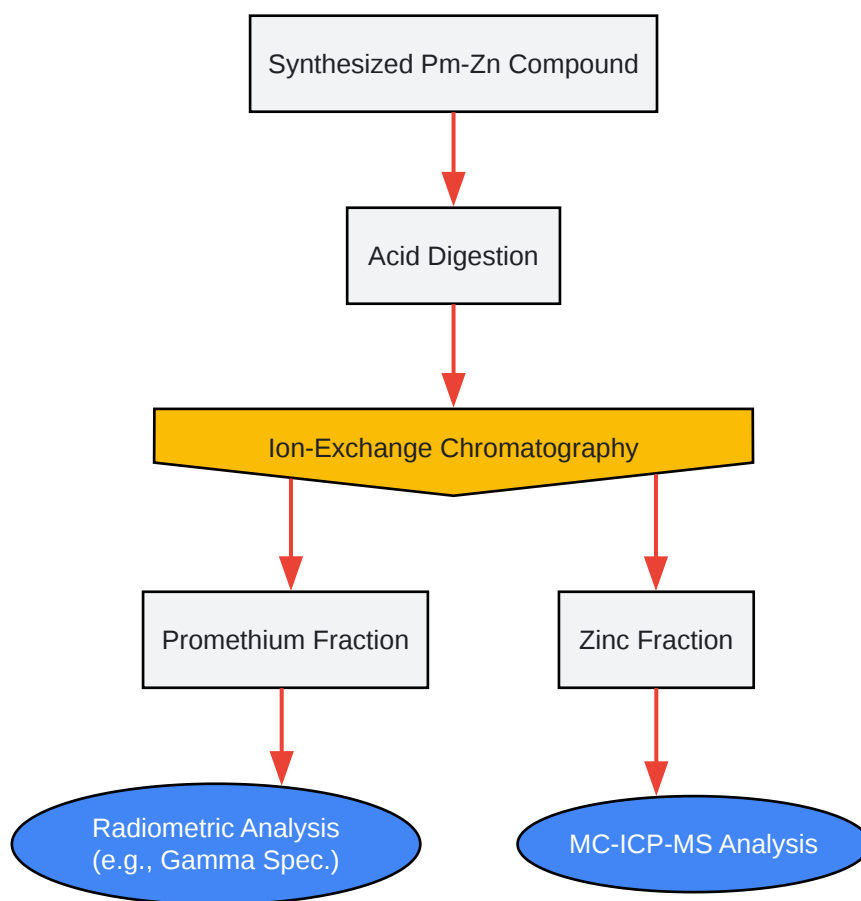 Synthesized Pm-Zn Compound
Acid Digestion
Ion-Exchange Chromatography
Promethium Fraction
Zinc Fraction
Radiometric Analysis
(e.g., Gamma Spec.)
MC-ICP-MS Analysis